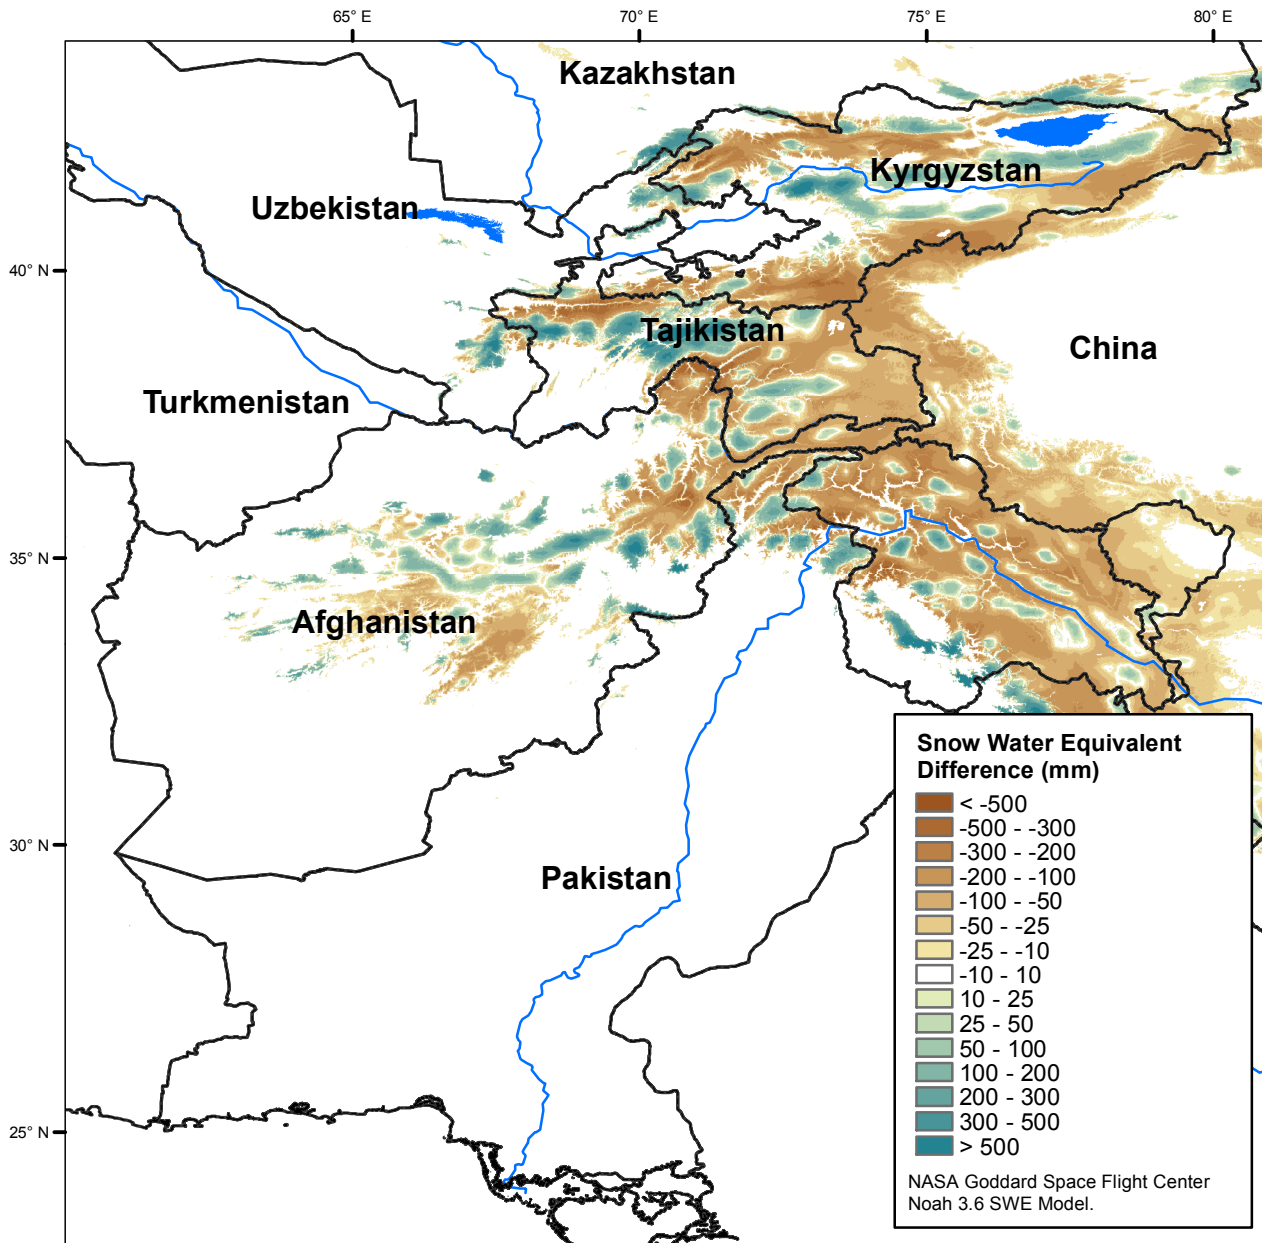 65° E
70° E
75° E
80° E
Kazakhstan
Kyrgyzstan
Uzbekistan
40° N
Tajikistan
China
Turkmenistan
35° N
Afghanistan
30° N
Pakistan
25° N
Snow Water Equivalent
Difference (mm)
< -500
-500 - -300
-300 - -200
-200 - -100
-100 - -50
-50 - -25
-25 - -10
-10 - 10
10 - 25
25 - 50
50 - 100
100 - 200
200 - 300
300 - 500
> 500
NASA Goddard Space Flight Center
Noah 3.6 SWE Model.